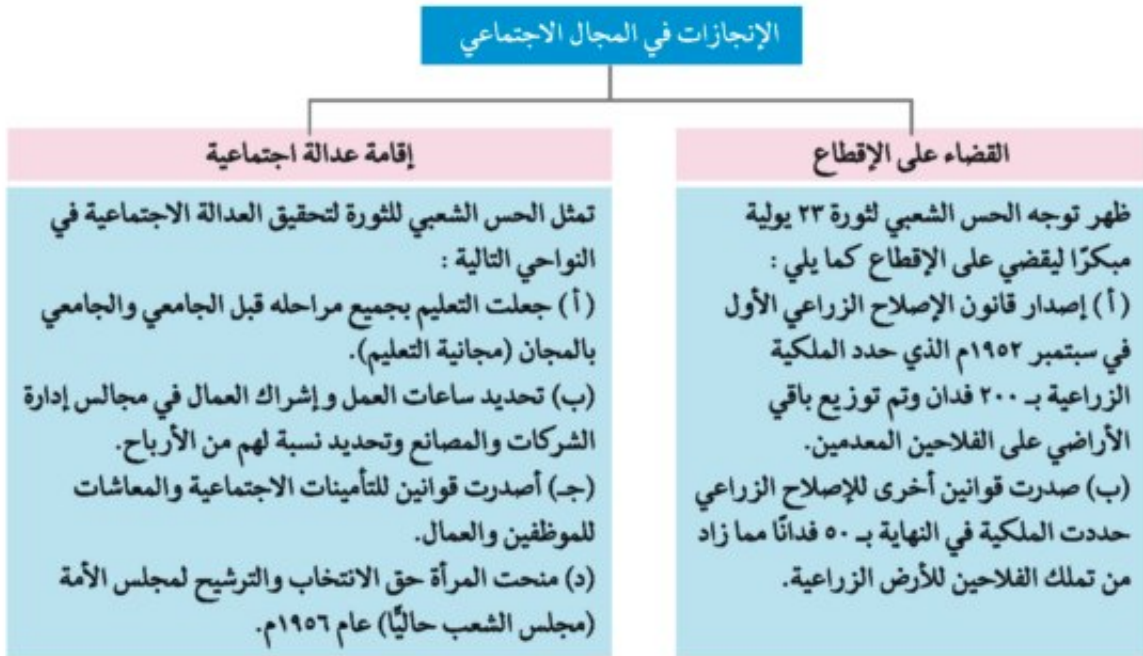 الإنجازات في المجال الاجتماعي
القضاء على الإقطاع
ظهر توجه الحس الشعبي لثورة ٢٣ يولية
مبكرًا ليقضي على الإقطاع كما يلي :
(أ) إصدار قانون الإصلاح الزراعي الأول
في سبتمبر ١٩٥٢م الذي حدد الملكية
الزراعية بـ ٢٠٠ فدان وتم توزيع باقي
الأراضي على الفلاحين المعدمين.
(ب) صدرت قوانين أخرى للإصلاح الزراعي
حددت الملكية في النهاية بـ ٥٠ فدانًا مما زاد
من تملك الفلاحين للأرض الزراعية.
إقامة عدالة اجتماعية
تمثل الحس الشعبي للثورة لتحقيق العدالة الاجتماعية في
النواحي التالية :
(أ) جعلت التعليم بجميع مراحله قبل الجامعي والجامعي
بالمجان (مجانية التعليم).
(ب) تحديد ساعات العمل وإشراك العمال في مجالس إدارة
الشركات والمصانع وتحديد نسبة لهم من الأرباح.
(جـ) أصدرت قوانين للتأمينات الاجتماعية والمعاشات
للموظفين والعمال.
(د) منحت المرأة حق الانتخاب والترشيح لمجلس الأمة
(مجلس الشعب حاليًّا) عام ١٩٥٦م.